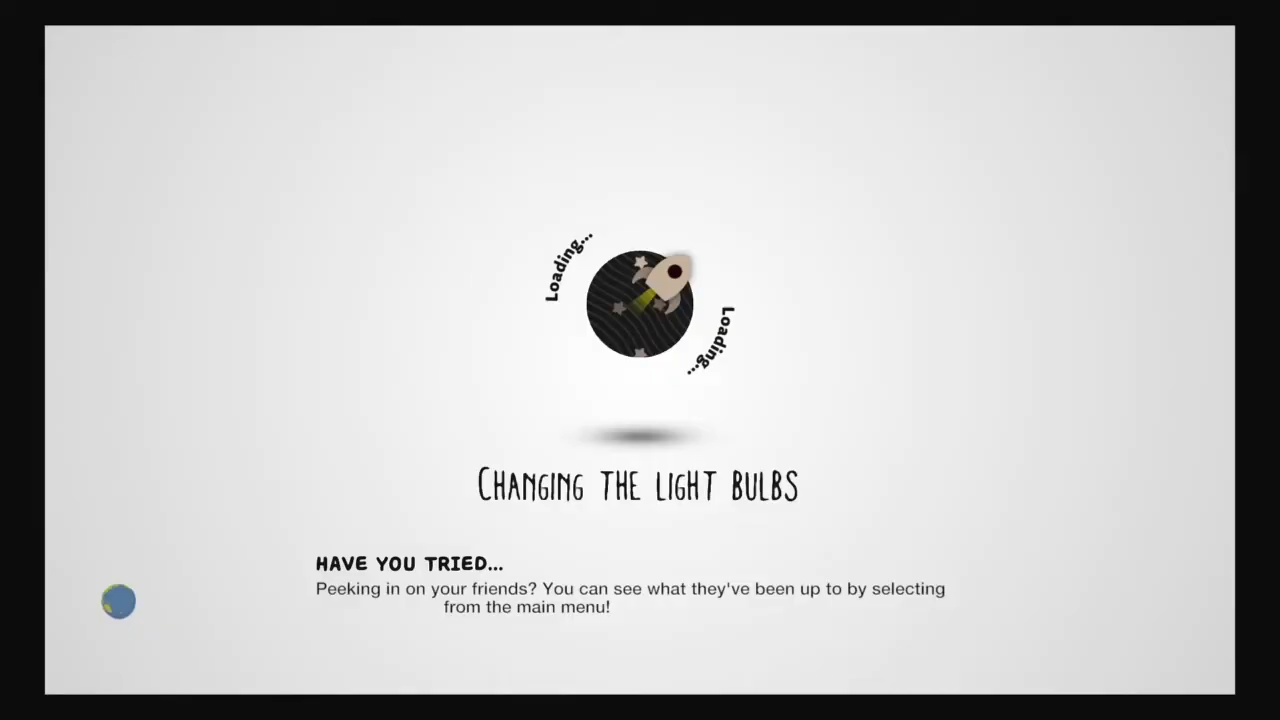 Loading...
Loading...
CHANGING THE LIGHT BULBS
HAVE YOU TRIED...
Peeking in on your friends? You can see what they've been up to by selecting
from the main menu!